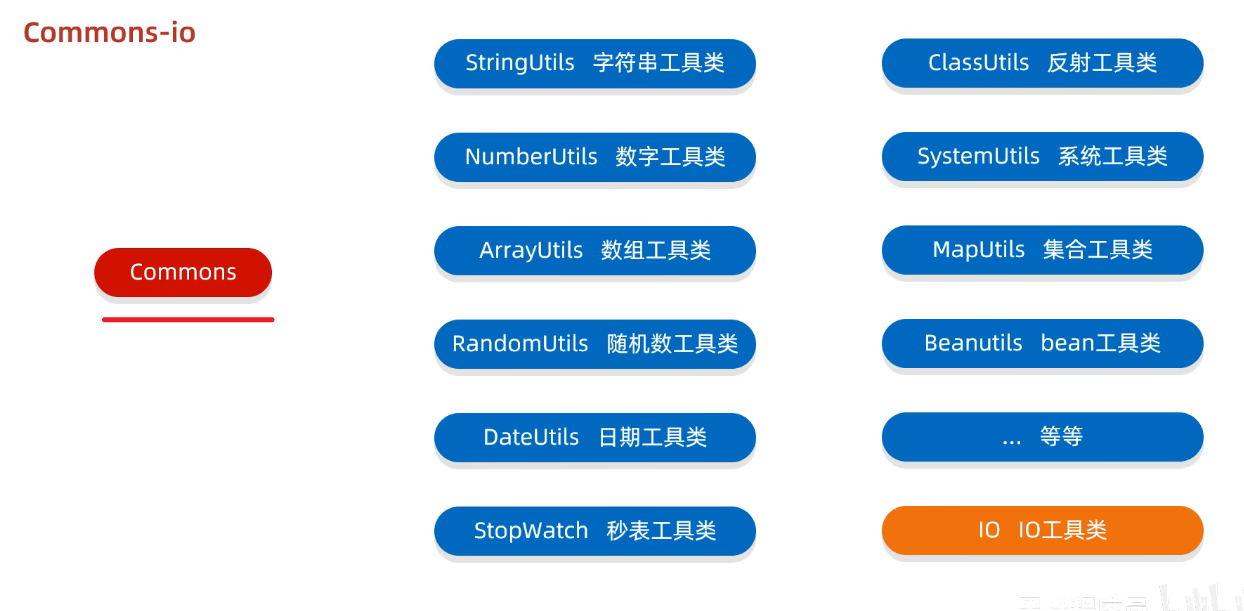 Commons-io
Commons
StringUtils 字符串工具类
NumberUtils 数字工具类
ArrayUtils 数组工具类
RandomUtils 随机数工具类
DateUtils 日期工具类
StopWatch 秒表工具类
ClassUtils 反射工具类
SystemUtils 系统工具类
MapUtils 集合工具类
Beanutils bean工具类
... 等等
IO IO工具类